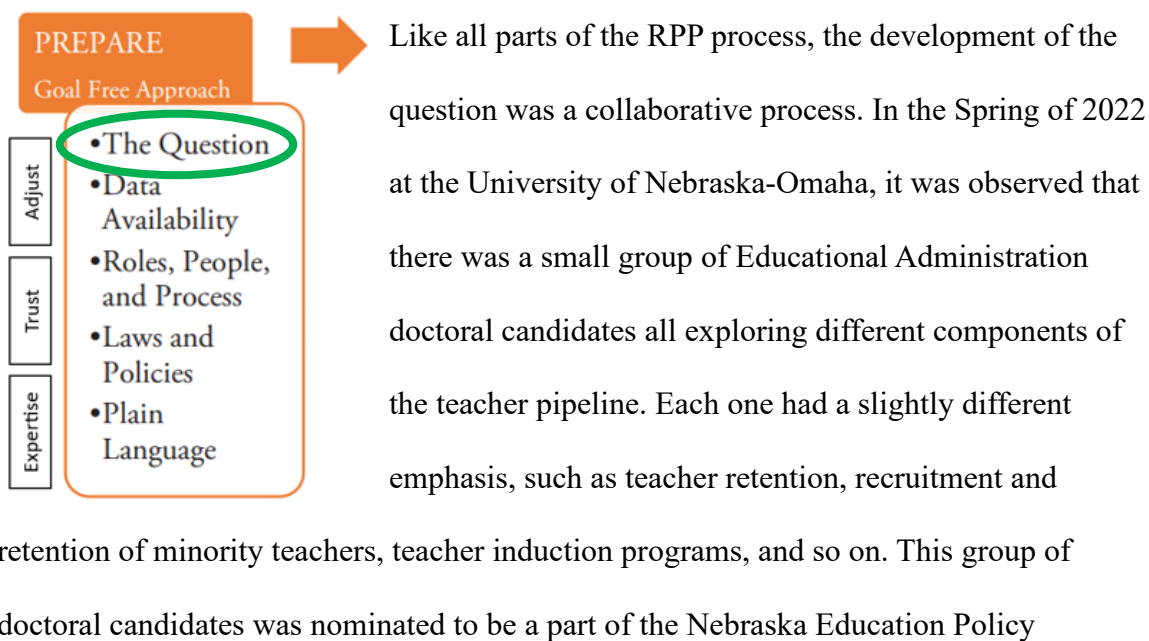 PREPARE
Goal Free Approach
•The Question
•Data
Availability
•Roles, People,
and Process
•Laws and
Policies
•Plain
Language
Adjust
Trust
Expertise
Like all parts of the RPP process, the development of the
question was a collaborative process. In the Spring of 2022
at the University of Nebraska-Omaha, it was observed that
there was a small group of Educational Administration
doctoral candidates all exploring different components of
the teacher pipeline. Each one had a slightly different
emphasis, such as teacher retention, recruitment and
retention of minority teachers, teacher induction programs, and so on. This group of
doctoral candidates was nominated to be a part of the Nebraska Education Policy